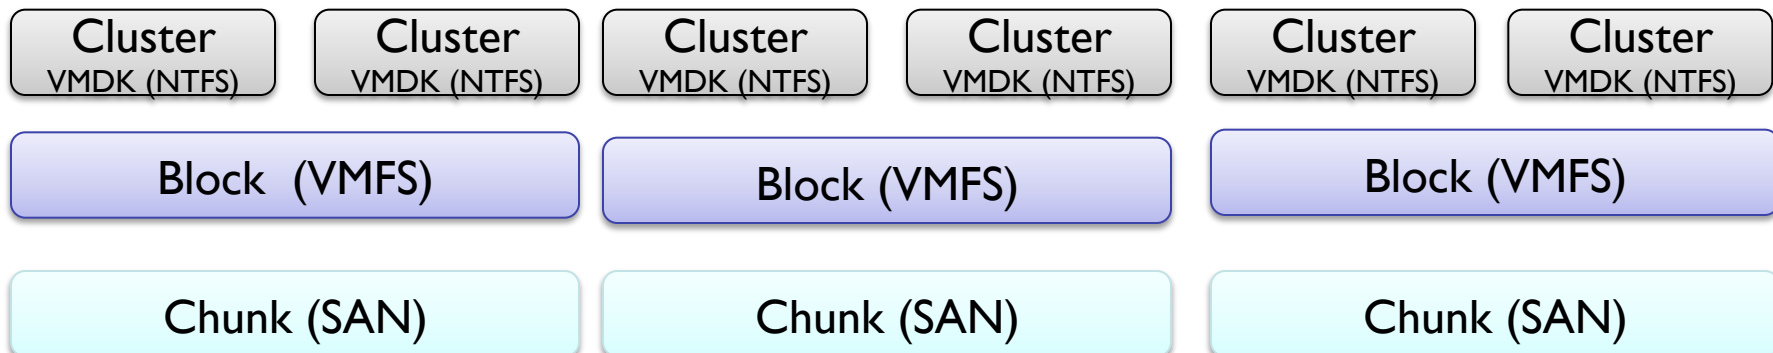 Cluster
VMDK (NTFS)
Cluster
VMDK (NTFS)
Cluster
VMDK (NTFS)
Cluster
VMDK (NTFS)
Cluster
VMDK (NTFS)
Cluster
VMDK (NTFS)
Block (VMFS)
Block (VMFS)
Block (VMFS)
Chunk (SAN)
Chunk (SAN)
Chunk (SAN)